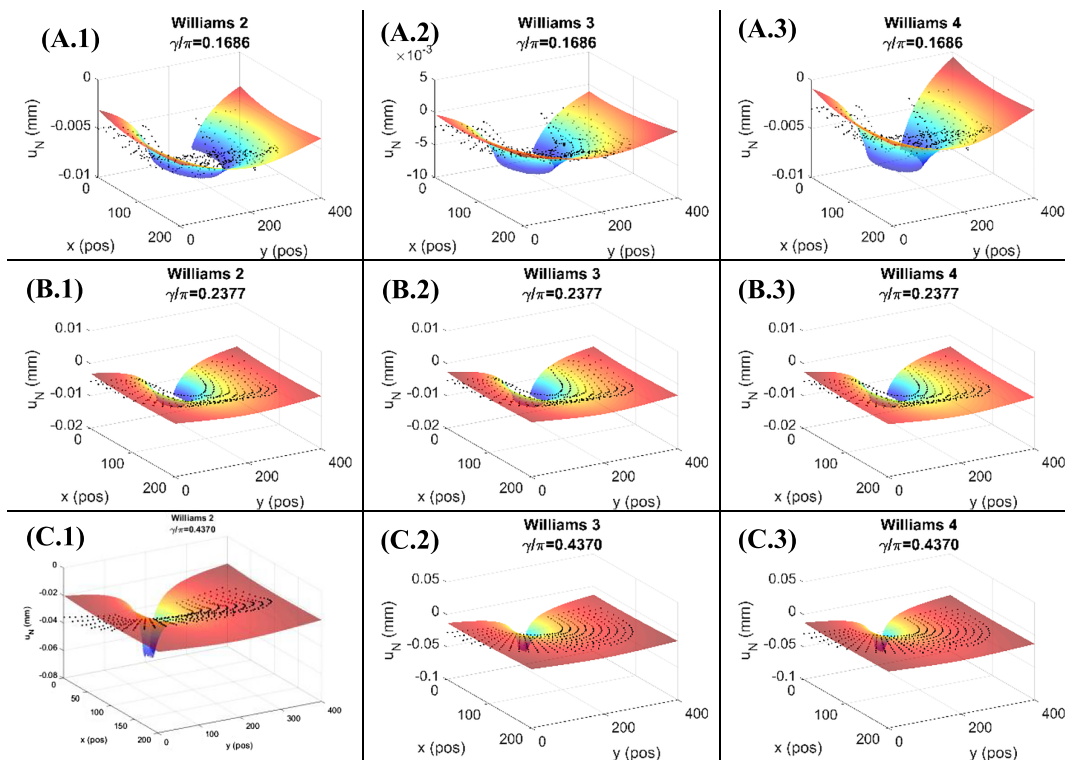 (A.1)
Williams 2
γ/π=0.1686
0
-0.005
-0.01
u_N (mm)
0
100
200
x (pos)
0
200
400
y (pos)
(A.2)
Williams 3
γ/π=0.1686
×10⁻³
5
0
-5
-10
u_N (mm)
0
100
200
x (pos)
0
200
400
y (pos)
(A.3)
Williams 4
γ/π=0.1686
0
-0.005
-0.01
u_N (mm)
0
100
200
x (pos)
0
200
400
y (pos)
(B.1)
Williams 2
γ/π=0.2377
0.01
0
-0.01
-0.02
u_N (mm)
0
100
200
x (pos)
0
200
400
y (pos)
(B.2)
Williams 3
γ/π=0.2377
0.01
0
-0.01
-0.02
u_N (mm)
0
100
200
x (pos)
0
200
400
y (pos)
(B.3)
Williams 4
γ/π=0.2377
0.01
0
-0.01
-0.02
u_N (mm)
0
100
200
x (pos)
0
200
400
y (pos)
(C.1)
Williams 2
γ/π=0.4370
0
-0.02
-0.04
-0.06
-0.08
u_N (mm)
0
50
100
150
200
x (pos)
0
100
200
300
400
y (pos)
(C.2)
Williams 3
γ/π=0.4370
0.05
0
-0.05
-0.1
u_N (mm)
0
100
200
x (pos)
0
200
400
y (pos)
(C.3)
Williams 4
γ/π=0.4370
0.05
0
-0.05
-0.1
u_N (mm)
0
100
200
x (pos)
0
200
400
y (pos)